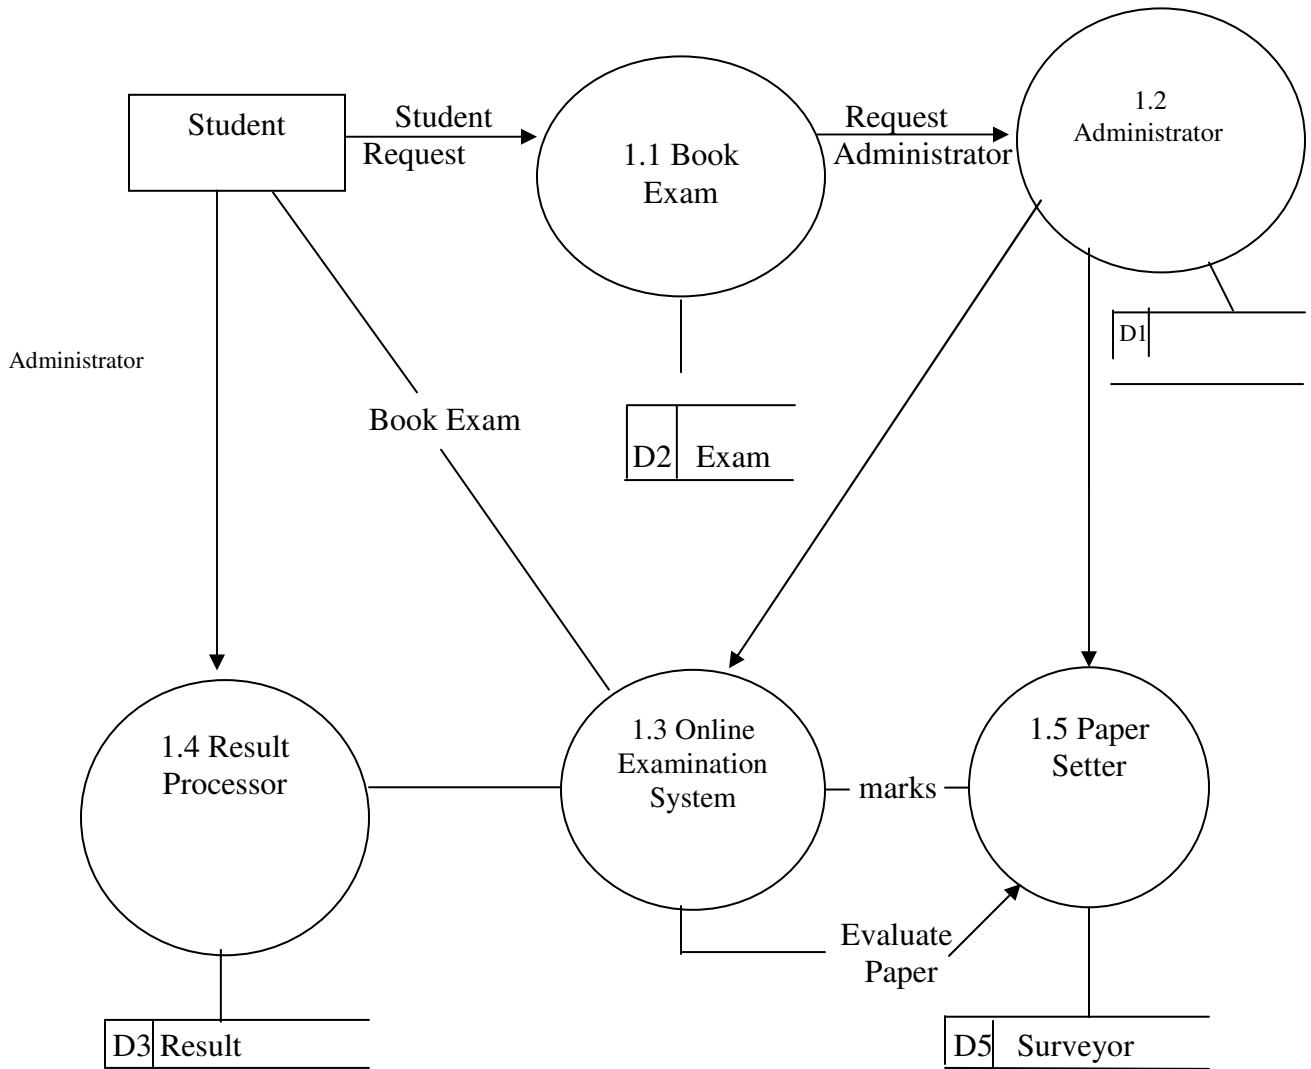 Student
Student
Request
1.1 Book
Exam
Request
Administrator
1.2
Administrator
D1
Administrator
Book Exam
D2 Exam
1.4 Result
Processor
1.3 Online
Examination
System
marks
1.5 Paper
Setter
Evaluate
Paper
D3 Result
D5 Surveyor